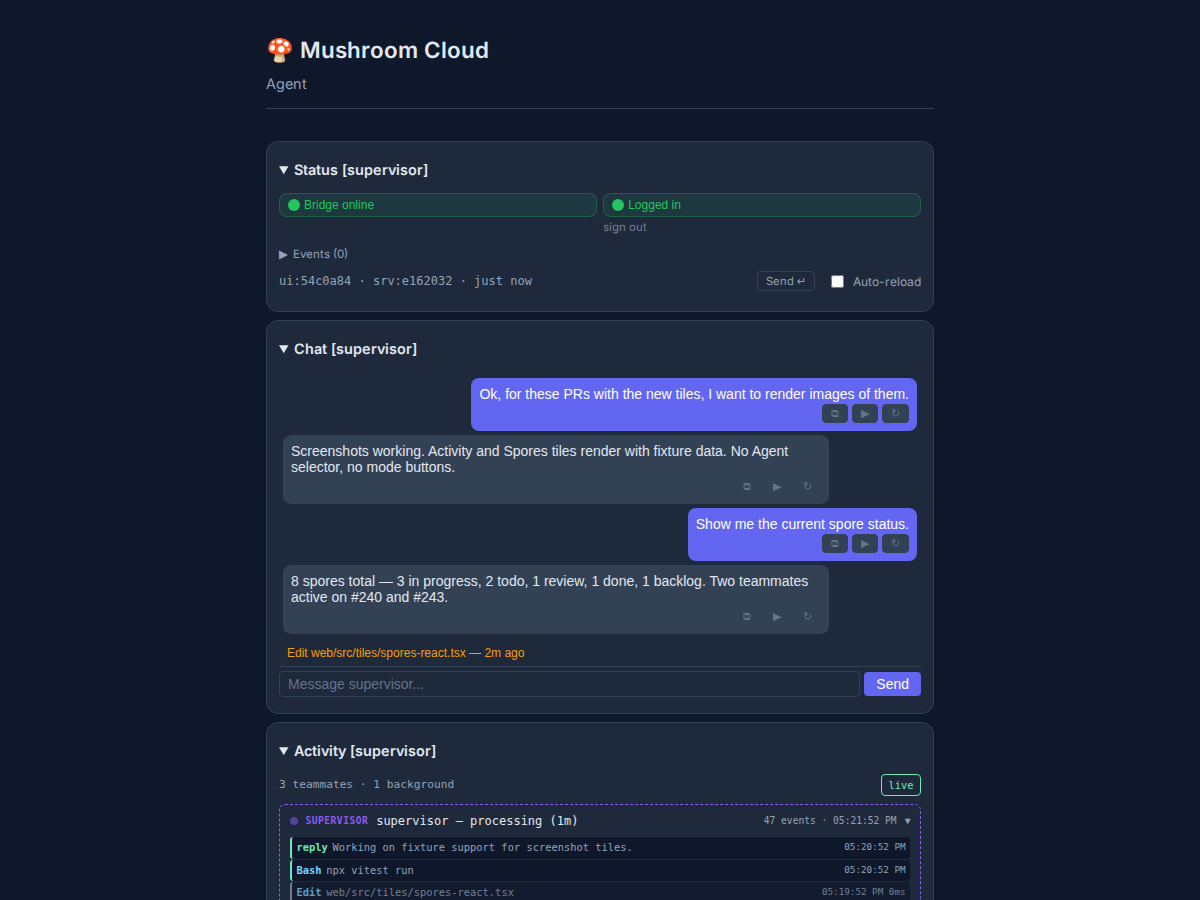 Mushroom Cloud
Agent
▼ Status [supervisor]
Bridge online
Logged in
sign out
▶ Events (0)
ui:54c0a84 · srv:e162032 · just now
Send ↵
Auto-reload
▼ Chat [supervisor]
Ok, for these PRs with the new tiles, I want to render images of them.
Screenshots working. Activity and Spores tiles render with fixture data. No Agent
selector, no mode buttons.
Show me the current spore status.
8 spores total — 3 in progress, 2 todo, 1 review, 1 done, 1 backlog. Two teammates
active on #240 and #243.
Edit web/src/tiles/spores-react.tsx — 2m ago
Message supervisor...
Send
▼ Activity [supervisor]
3 teammates · 1 background
live
SUPERVISOR supervisor — processing (1m) 47 events · 05:21:52 PM ▼
reply Working on fixture support for screenshot tiles. 05:20:52 PM
Bash npx vitest run 05:20:52 PM
Edit web/src/tiles/spores-react.tsx 05:19:52 PM 0ms